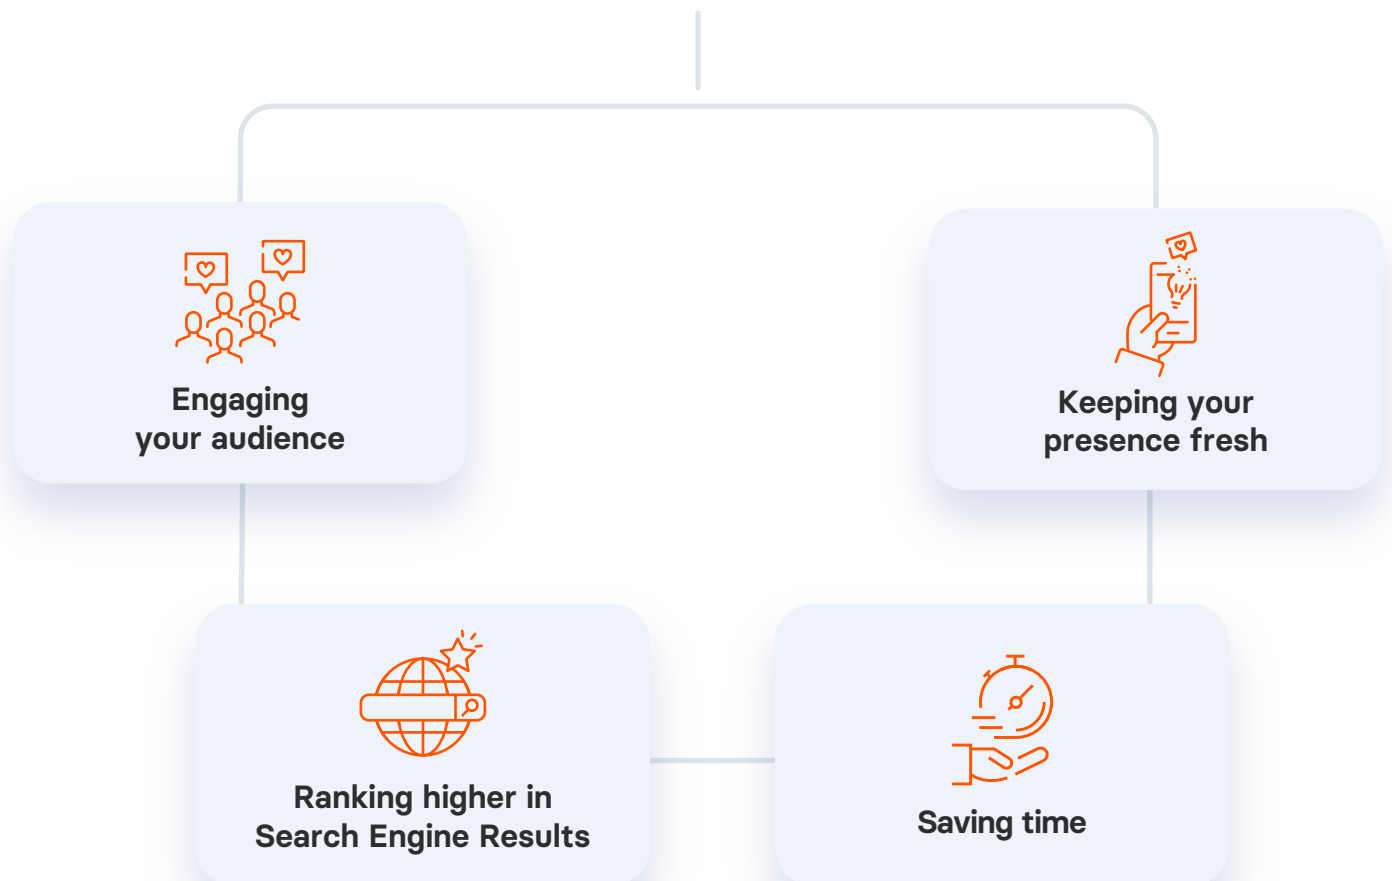 Engaging
your audience
Keeping your
presence fresh
Ranking higher in
Search Engine Results
Saving time